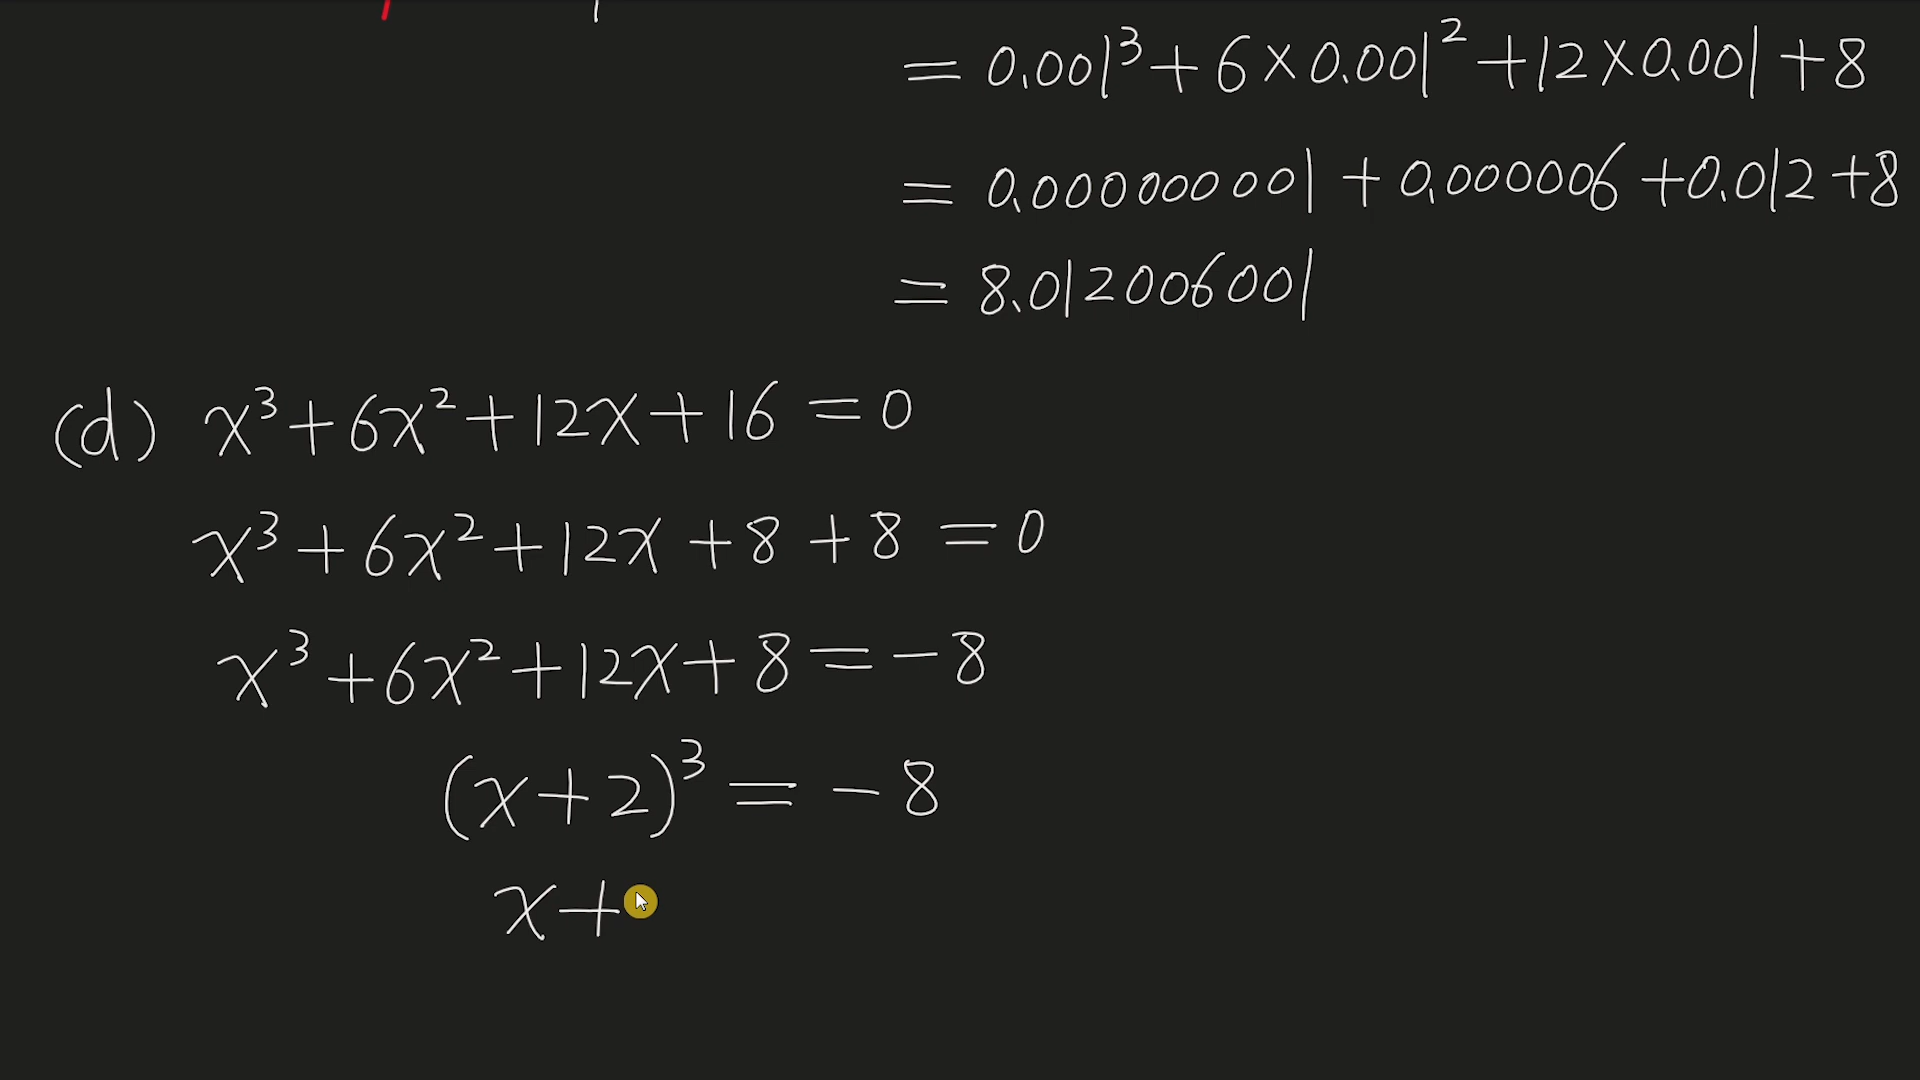 = 0.001³ + 6 × 0.001² + 12 × 0.001 + 8
= 0.000000001 + 0.000006 + 0.012 + 8
= 8.012006001
(d) x³ + 6x² + 12x + 16 = 0
x³ + 6x² + 12x + 8 + 8 = 0
x³ + 6x² + 12x + 8 = -8
(x + 2)³ = -8
x +